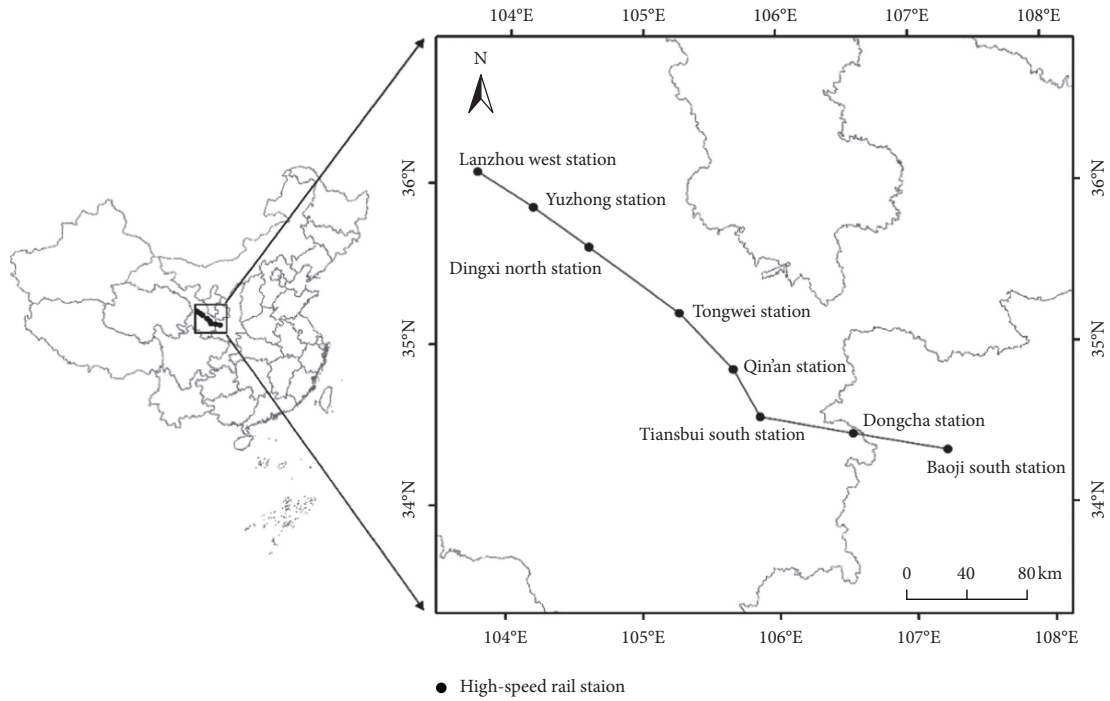 104°E 105°E 106°E 107°E 108°E
N
36°N
36°N
Lanzhou west station
Yuzhong station
Dingxi north station
Tongwei station
35°N
35°N
Qin'an station
Dongcha station
Tiansbui south station
Baoji south station
34°N
34°N
0 40 80 km
104°E 105°E 106°E 107°E 108°E
High-speed rail staion